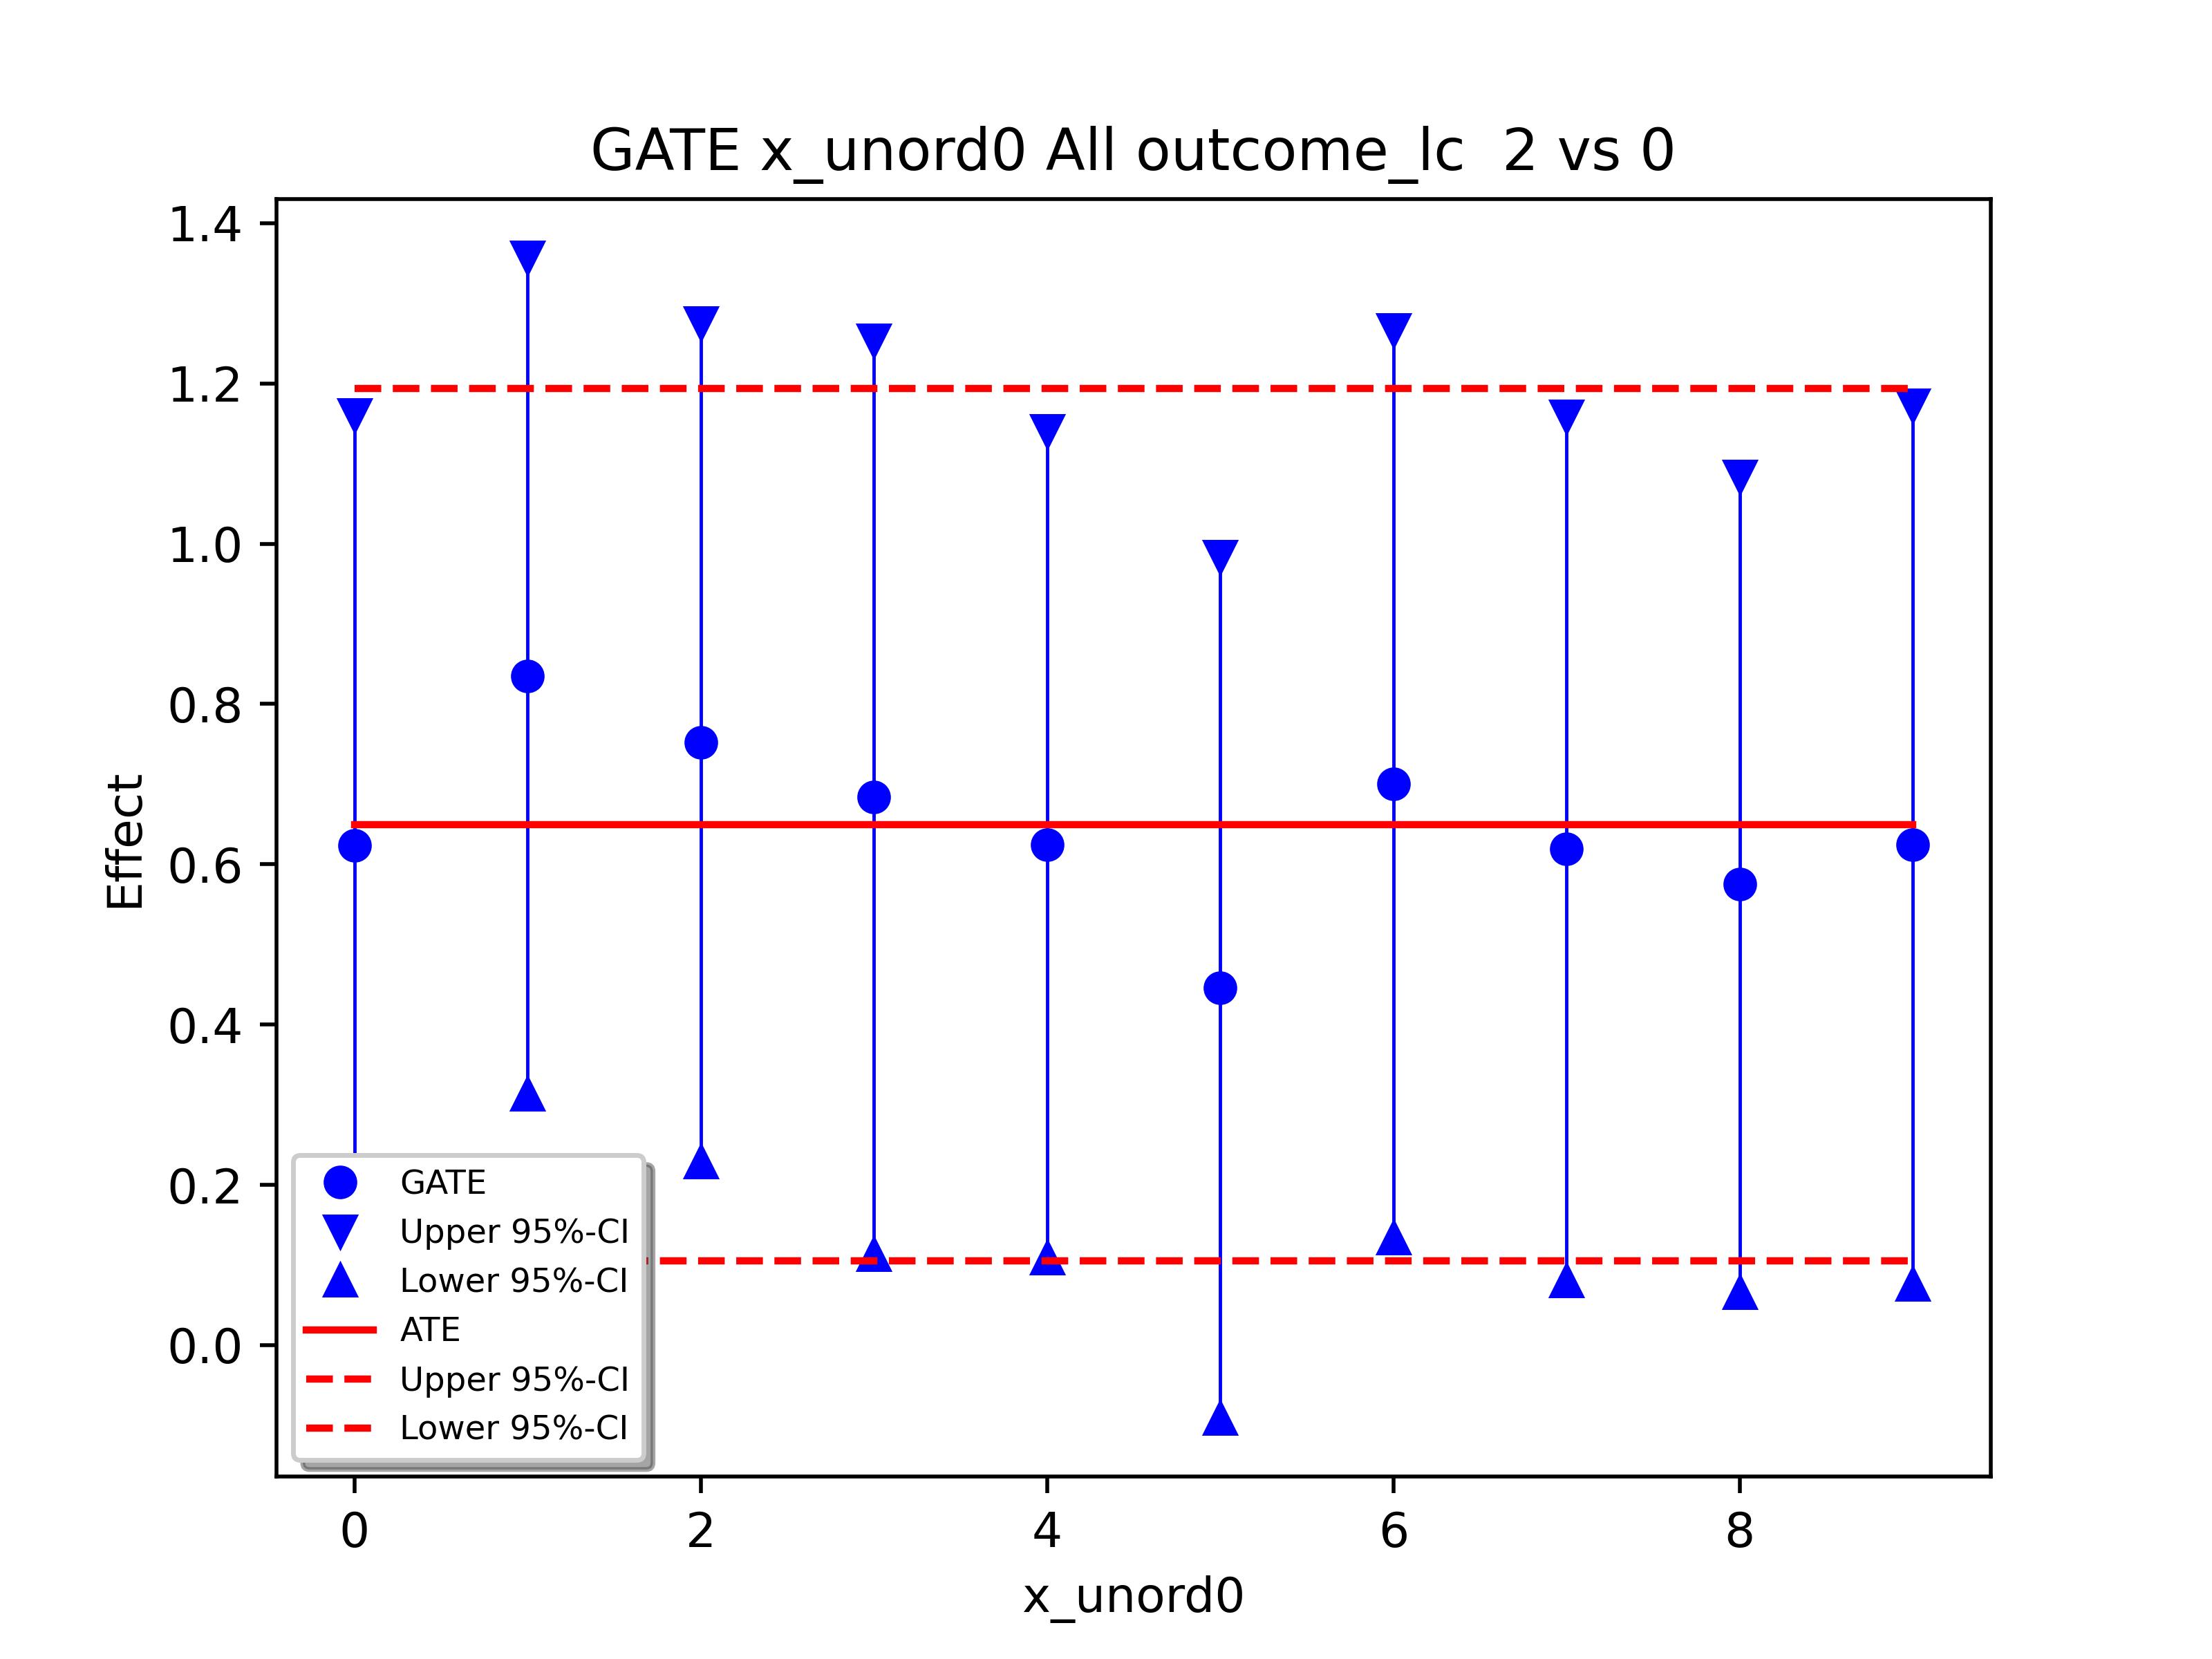 GATE x_unord0 All outcome_lc  2 vs 0
1.4
1.2
1.0
0.8
0.6
0.4
0.2
0.0
Effect
GATE
Upper 95%-CI
Lower 95%-CI
ATE
Upper 95%-CI
Lower 95%-CI
0 2 4 6 8
x_unord0